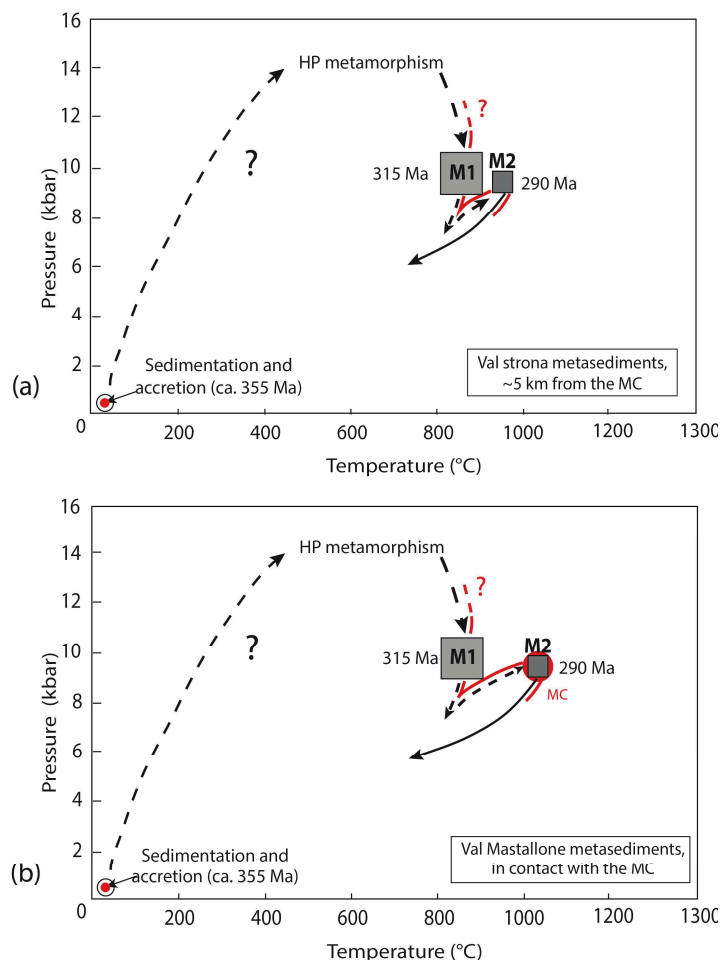 16
14
12
10
8
6
4
2
0
Pressure (kbar)
HP metamorphism
?
?
315 Ma
M1
M2
290 Ma
Sedimentation and
accretion (ca. 355 Ma)
Val strona metasediments,
~5 km from the MC
(a)
200
400
600
800
1000
1200
1300
Temperature (°C)
16
14
12
10
8
6
4
2
0
Pressure (kbar)
HP metamorphism
?
?
315 Ma
M1
M2
290 Ma
MC
Sedimentation and
accretion (ca. 355 Ma)
Val Mastallone metasediments,
in contact with the MC
(b)
200
400
600
800
1000
1200
1300
Temperature (°C)